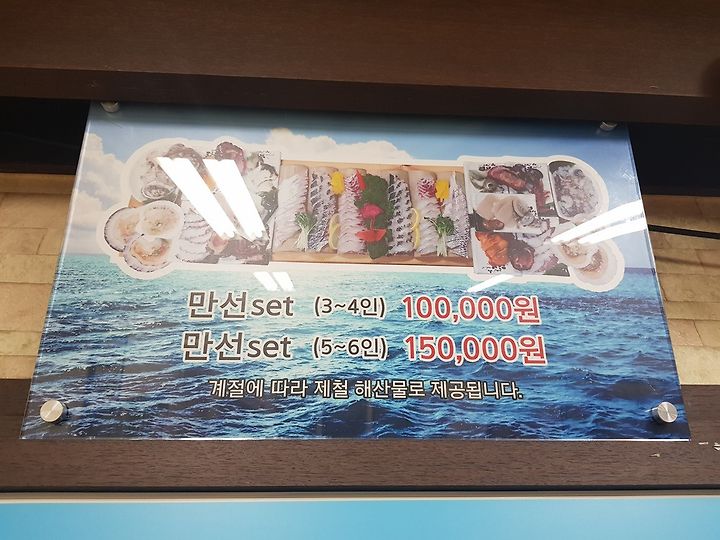 만선set (3~4인) 100,000원
만선set (5~6인) 150,000원
계절에 따라 제철 해산물로 제공됩니다.